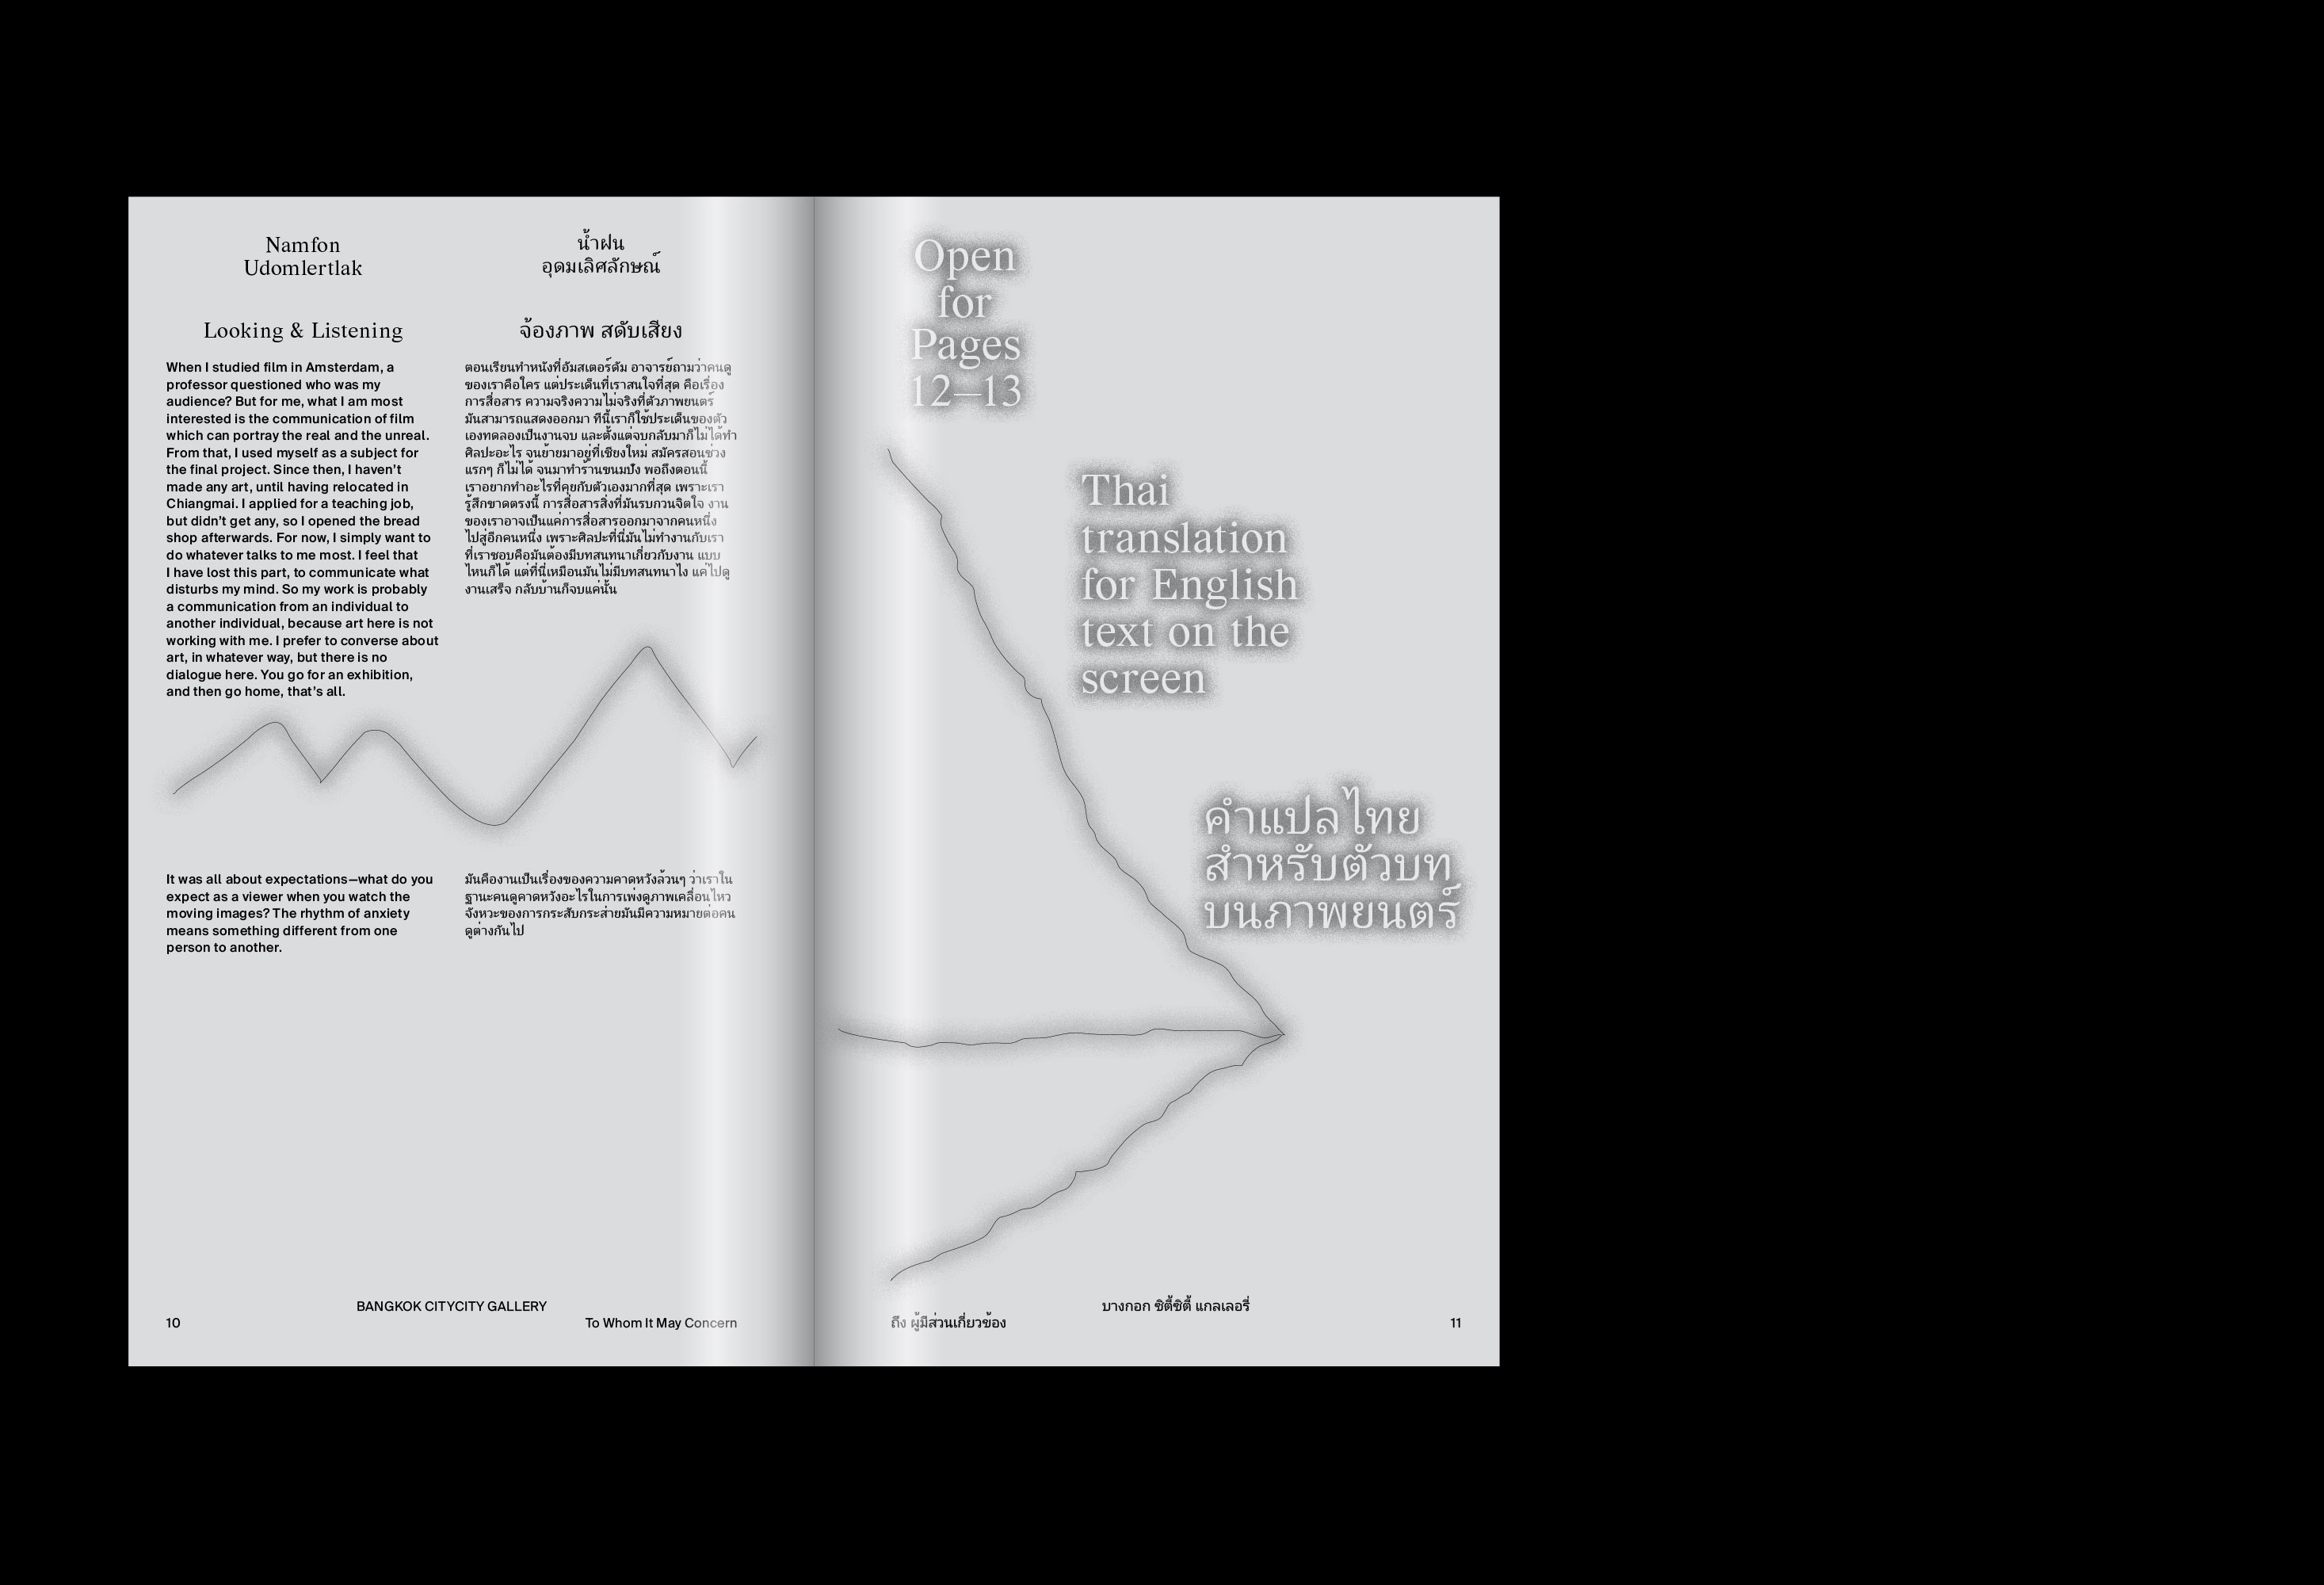 Namfon
Udomlertlak
Looking & Listening
When I studied film in Amsterdam, a
professor questioned who was my
audience? But for me, what I am most
interested is the communication of film
which can portray the real and the unreal.
From that, I used myself as a subject for
the final project. Since then, I haven’t
made any art, until having relocated in
Chiangmai. I applied for a teaching job,
but didn’t get any, so I opened the bread
shop afterwards. For now, I simply want to
do whatever talks to me most. I feel that
I have lost this part, to communicate what
disturbs my mind. So my work is probably
a communication from an individual to
another individual, because art here is not
working with me. I prefer to converse about
art, in whatever way, but there is no
dialogue here. You go for an exhibition,
and then go home, that’s all.
It was all about expectations—what do you
expect as a viewer when you watch the
moving images? The rhythm of anxiety
means something different from one
person to another.
น้ำฝน
อุดมเลิศลักษณ์
จ้องภาพ สดับเสียง
ตอนเรียนทำหนังที่อัมสเตอร์ดัม อาจารย์ถามว่าคนดู
ของเราคือใคร แต่ประเด็นที่เราสนใจที่สุด คือเรื่อง
การสื่อสาร ความจริงความไม่จริงที่ตัวภาพยนตร์
มันสามารถแสดงออกมา ทีนี้เราก็ใช้ประเด็นของตัว
เองทดลองเป็นงานจบ และตั้งแต่จบกลับมาก็ไม่ได้ทำ
ศิลปะอะไร จนย้ายมาอยู่ที่เชียงใหม่ สมัครสอนช่วง
แรกๆ ก็ไม่ได้ จนมาทำร้านขนมปัง พอถึงตอนนี้
เราอยากทำอะไรที่คุยกับตัวเองมากที่สุด เพราะเรา
รู้สึกขาดตรงนี้ การสื่อสารสิ่งที่มันรบกวนจิตใจ งาน
ของเราอาจเป็นแค่การสื่อสารออกมาจากคนหนึ่ง
ไปสู่อีกคนหนึ่ง เพราะศิลปะที่นี่มันไม่ทำงานกับเรา
ที่เราชอบคือมันต้องมีบทสนทนาเกี่ยวกับงาน แบบ
ไหนก็ได้ แต่ที่นี่เหมือนมันไม่มีบทสนทนาไง แค่ไปดู
งานเสร็จ กลับบ้านก็จบแค่นั้น
มันคืองานเป็นเรื่องของความคาดหวังล้วนๆ ว่าเราใน
ฐานะคนดูคาดหวังอะไรในการเพ่งดูภาพเคลื่อนไหว
จังหวะของการกระสับกระส่ายมันมีความหมายต่อคน
ดูต่างกันไป
BANGKOK CITYCITY GALLERY
10
To Whom It May Concern
Open
for
Pages
12—13
Thai
translation
for English
text on the
screen
คำแปลไทย
สำหรับตัวบท
บนภาพยนตร์
บางกอก ซิตี้ซิตี้ แกลเลอรี่
ถึง ผู้มีส่วนเกี่ยวข้อง
11